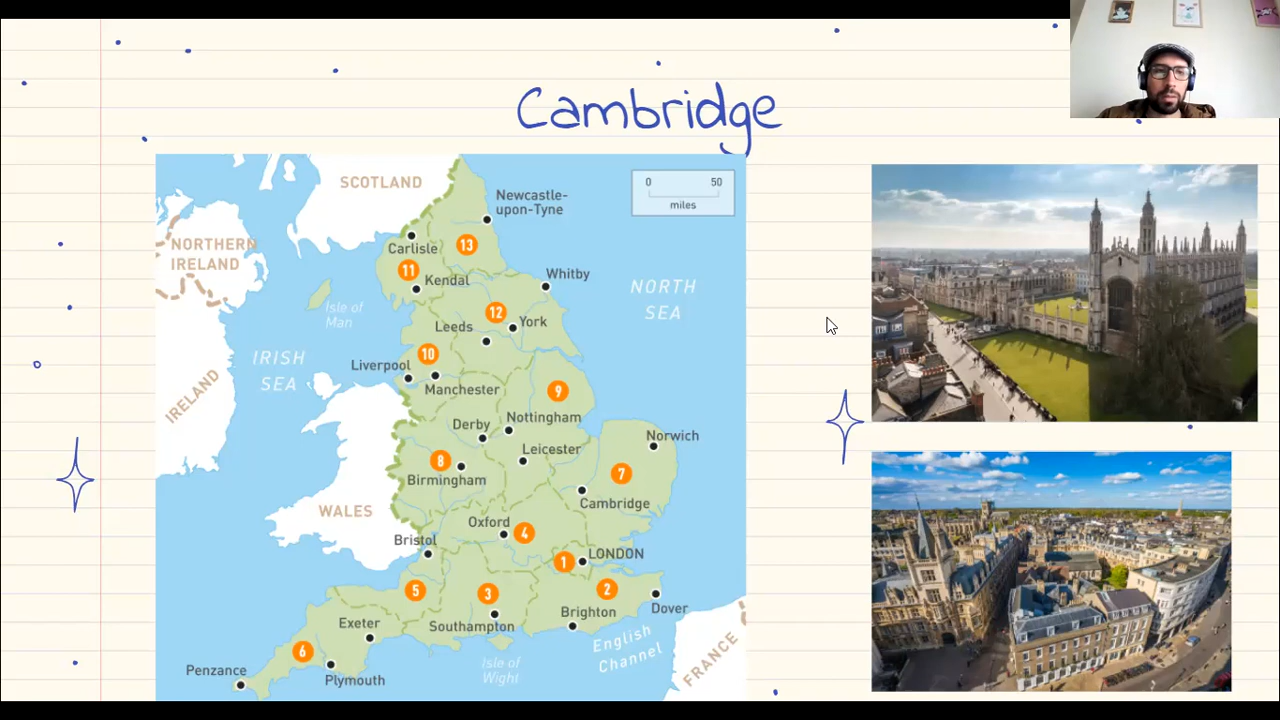 Cambridge
SCOTLAND
0 50
miles
Newcastle-
upon-Tyne
NORTHERN
IRELAND
Carlisle
13
11
Kendal
Whitby
NORTH
SEA
Isle of
Man
12
York
Leeds
IRISH
SEA
10
Liverpool
Manchester
9
IRELAND
Derby
Nottingham
Norwich
Leicester
8
7
Birmingham
Cambridge
WALES
Oxford
4
Bristol
1
LONDON
5
3
2
Dover
Brighton
Exeter
Southampton
English
Channel
6
Isle of
Wight
FRANCE
Penzance
Plymouth